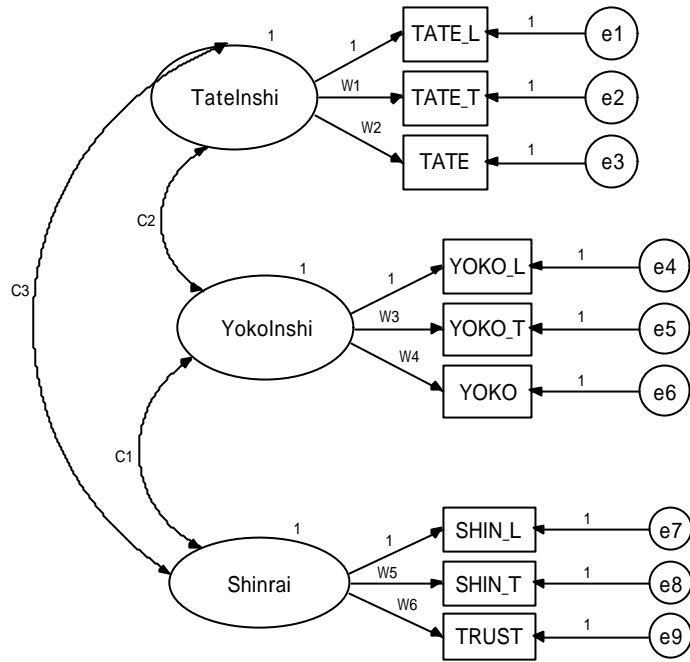 1
1
TATE_L
1
e1
TateInshi
W1
TATE_T
1
e2
W2
TATE
1
e3
C2
C3
1
1
YOKO_L
1
e4
YokoInshi
W3
YOKO_T
1
e5
W4
YOKO
1
e6
C1
1
1
SHIN_L
1
e7
Shinrai
W5
SHIN_T
1
e8
W6
TRUST
1
e9